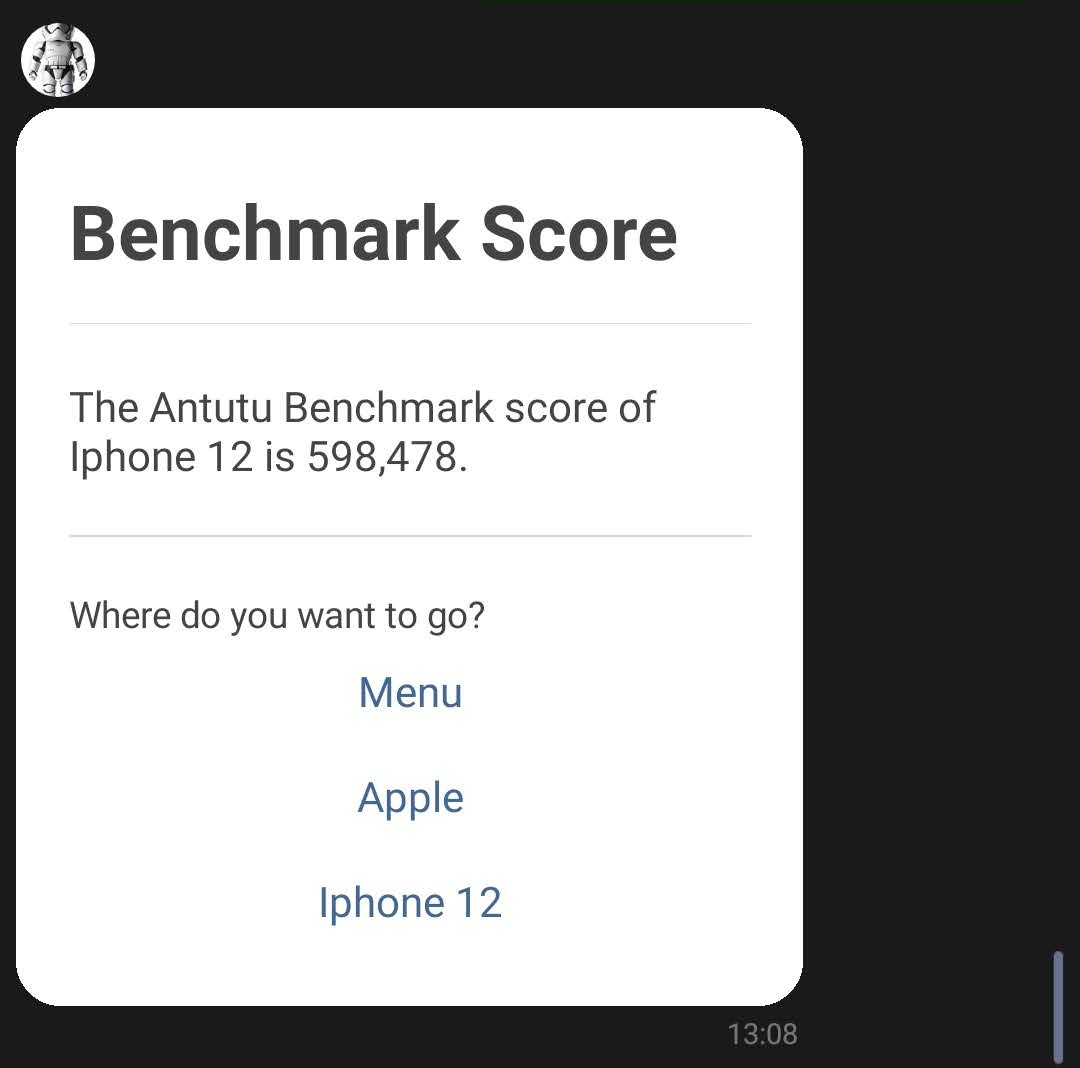 Benchmark Score
The Antutu Benchmark score of
Iphone 12 is 598,478.
Where do you want to go?
Menu
Apple
Iphone 12
13:08